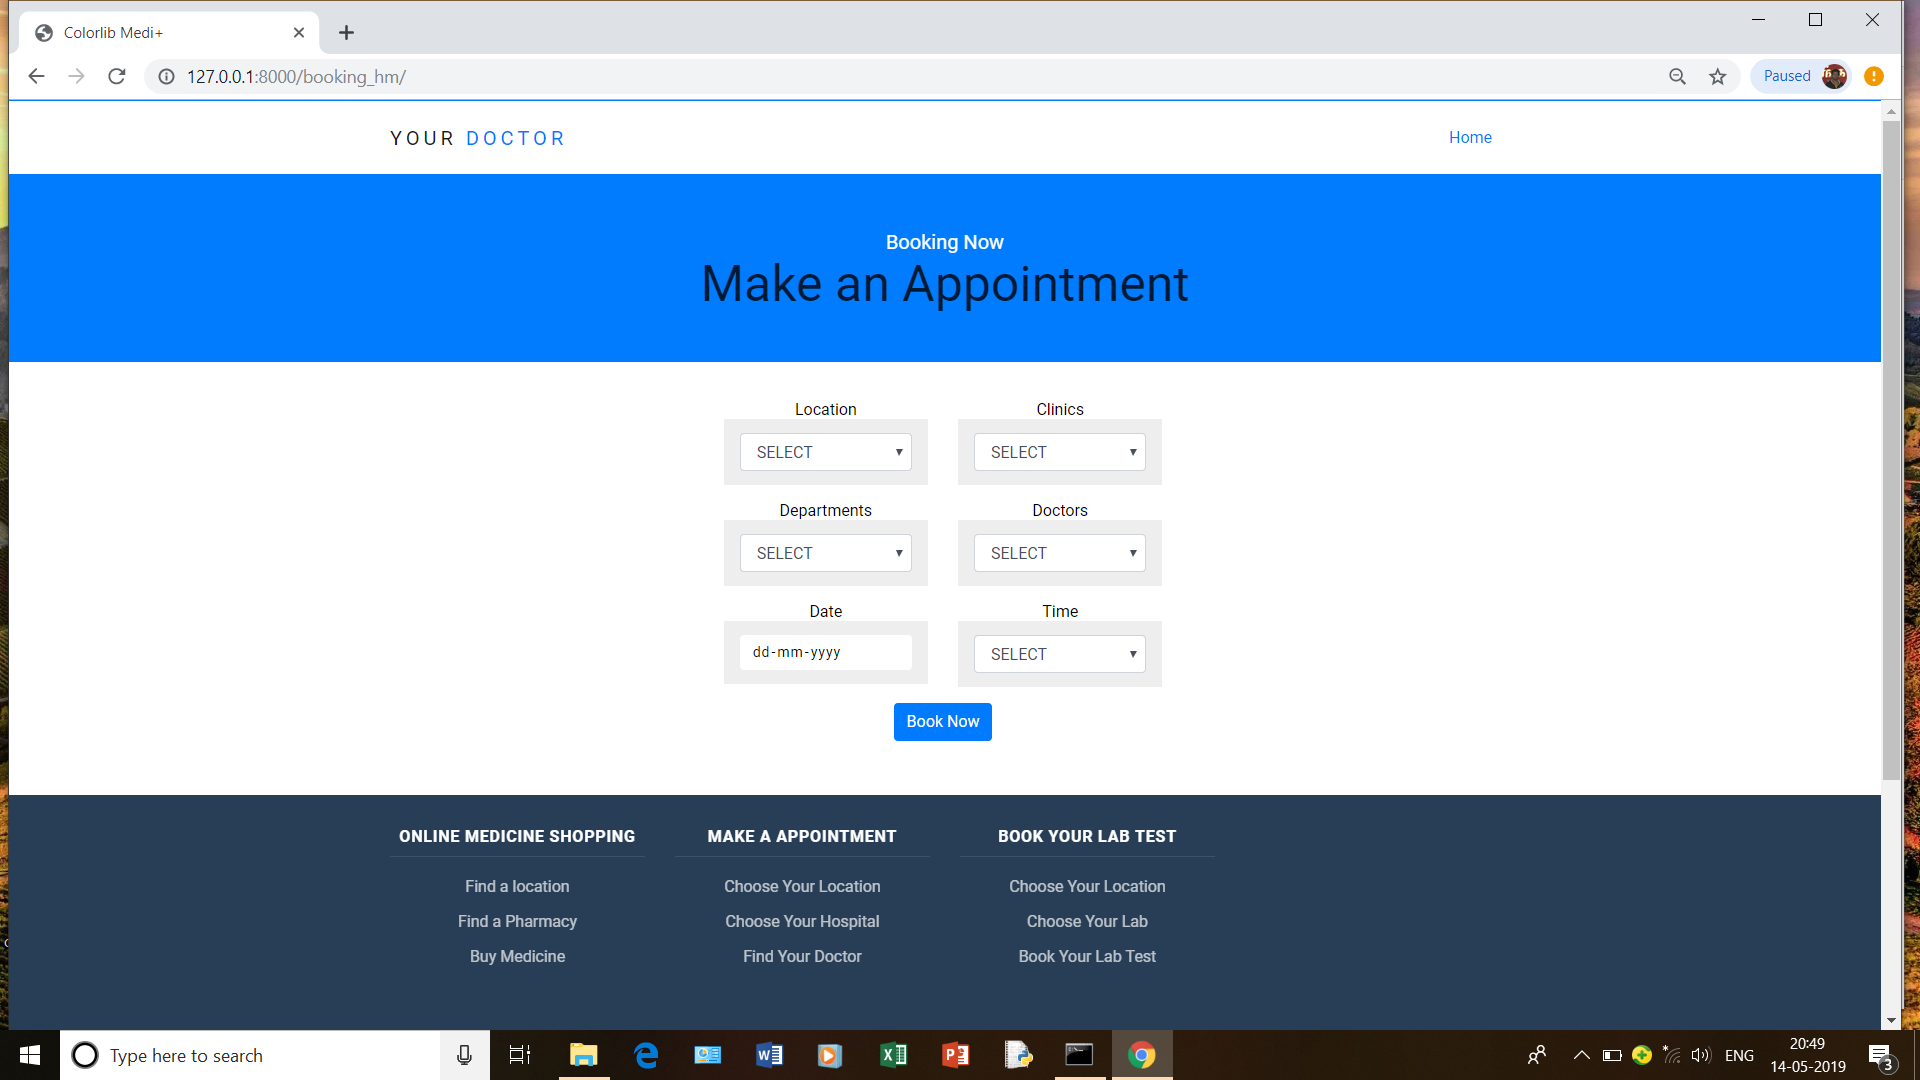 Colorlib Medi+
127.0.0.1:8000/booking_hm/
Paused
YOUR DOCTOR
Home
Booking Now
Make an Appointment
Location
Clinics
SELECT
SELECT
Departments
Doctors
SELECT
SELECT
Date
Time
dd-mm-yyyy
SELECT
Book Now
ONLINE MEDICINE SHOPPING
MAKE A APPOINTMENT
BOOK YOUR LAB TEST
Find a location
Choose Your Location
Choose Your Location
Find a Pharmacy
Choose Your Hospital
Choose Your Lab
Buy Medicine
Find Your Doctor
Book Your Lab Test
Type here to search
ENG
20:49
14-05-2019
3